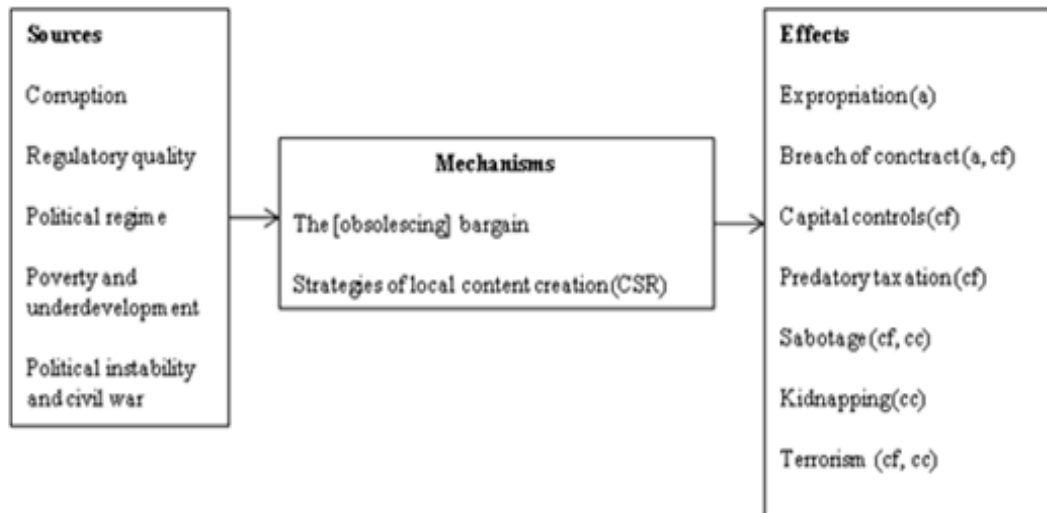 Sources
Corruption
Regulatory quality
Political regime
Poverty and
underdevelopment
Political instability
and civil war
Mechanisms
The [obsolescing] bargain
Strategies of local content creation(CSR)
Effects
Expropriation(a)
Breach of conctract(a, cf)
Capital controls(cf)
Predatory taxation(cf)
Sabotage(cf, cc)
Kidnapping(cc)
Terrorism (cf, cc)